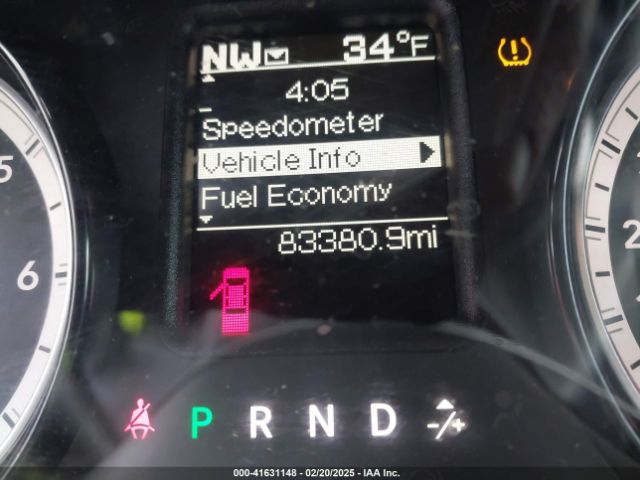 NW 34°F
4:05
Speedometer
Vehicle Info
Fuel Economy
83380.9mi
5
6
2
P R N D -/+
000-41631148 - 02/20/2025 - IAA Inc.